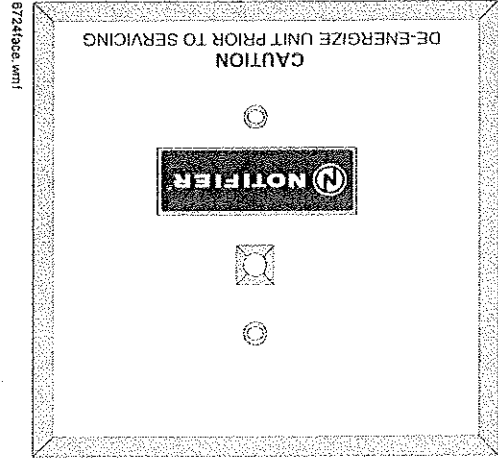 NOTIFIER
CAUTION
DE-ENERGIZE UNIT PRIOR TO SERVICING
6724face.wmf